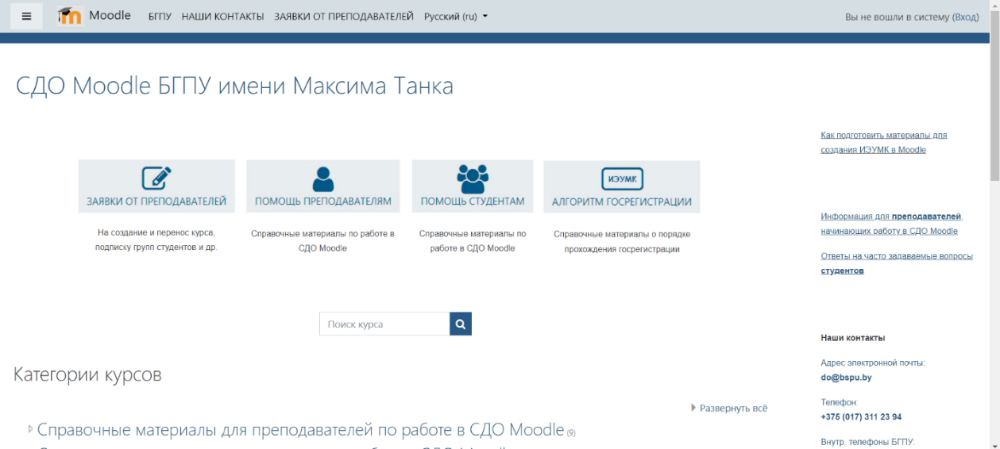 Moodle БГПУ НАШИ КОНТАКТЫ ЗАЯВКИ ОТ ПРЕПОДАВАТЕЛЕЙ Русский (ru) Вы не вошли в систему (Вход)
СДО Moodle БГПУ имени Максима Танка
ЗАЯВКИ ОТ ПРЕПОДАВАТЕЛЕЙ
На создание и перенос курса,
подписку групп студентов и др.
ПОМОЩЬ ПРЕПОДАВАТЕЛЯМ
Справочные материалы по работе в
СДО Moodle
ПОМОЩЬ СТУДЕНТАМ
Справочные материалы по
работе в СДО Moodle
ИЭУМК
АЛГОРИТМ ГОСРЕГИСТРАЦИИ
Справочные материалы о порядке
прохождения госрегистрации
Поиск курса
Категории курсов
Развернуть всё
Справочные материалы для преподавателей по работе в СДО Moodle (9)
Как подготовить материалы для
создания ИЭУМК в Moodle
Информация для преподавателей,
начинающих работу в СДО Moodle
Ответы на часто задаваемые вопросы
студентов
Наши контакты
Адрес электронной почты:
do@bspu.by
Телефон:
+375 (017) 311 23 94
Внутр. телефоны БГПУ: